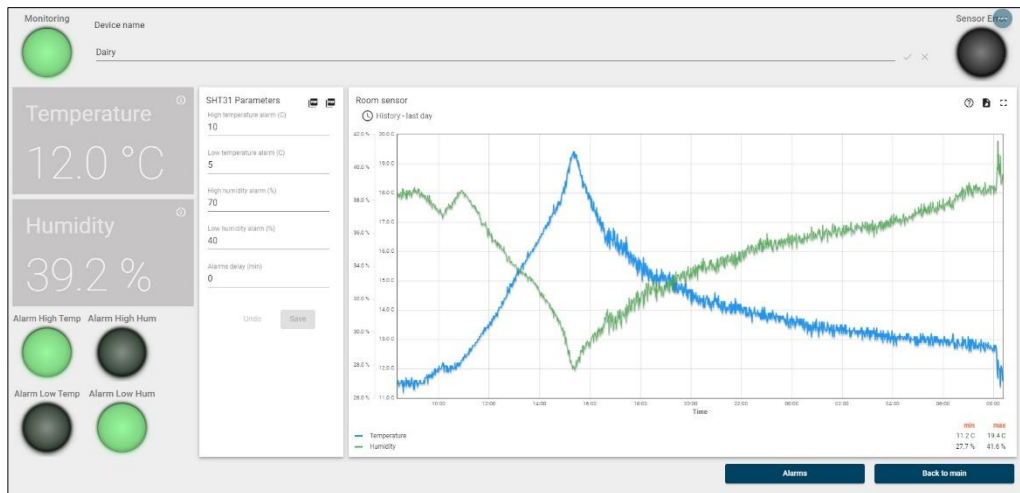 Monitoring
Device name
Dairy
Temperature
12.0 °C
Humidity
39.2 %
Alarm High Temp
Alarm High Hum
Alarm Low Temp
Alarm Low Hum
SHT31 Parameters
High temperature alarm (C)
10
Low temperature alarm (C)
5
High humidity alarm (%)
70
Low humidity alarm (%)
40
Alarms delay (min)
0
Undo
Save
Room sensor
History - last day
42.0 % 20.0 C
40.0 % 19.0 C
38.0 % 18.0 C
17.0 C
36.0 % 16.0 C
34.0 % 15.0 C
32.0 % 14.0 C
30.0 % 13.0 C
28.0 % 12.0 C
26.0 % 11.0 C
10:00 12:00 14:00 16:00 18:00 20:00 22:00 00:00 02:00 04:00 06:00 08:00
Time
min max
Temperature 11.2 C 19.4 C
Humidity 27.7 % 41.6 %
Alarms
Back to main